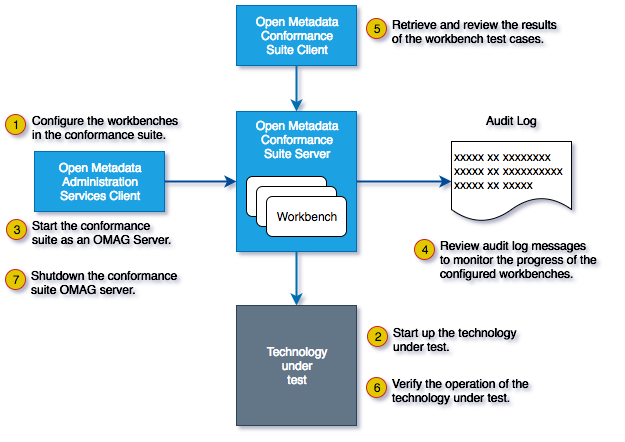 Open Metadata
Conformance
Suite Client
5
Retrieve and review the results
of the workbench test cases.
1
Configure the workbenches
in the conformance suite.
Open Metadata
Administration
Services Client
Open Metadata
Conformance
Suite Server
Workbench
Audit Log
xxxxx xx xxxxxxxx
xxxxx xx xxxxxxxxxx
xxxxx xx xxxxx
3
Start the conformance
suite as an OMAG Server.
7
Shutdown the conformance
suite OMAG server.
4
Review audit log messages
to monitor the progress of the
configured workbenches.
Technology
under
test
2
Start up the technology
under test.
6
Verify the operation of the
technology under test.